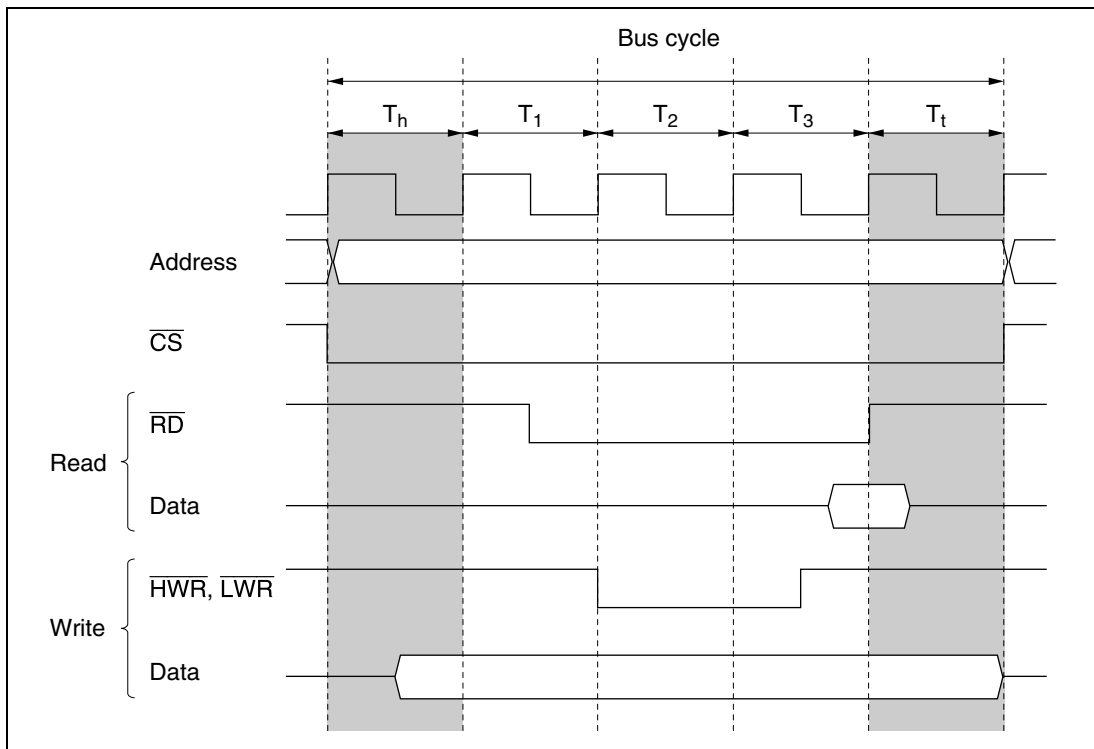 Bus cycle
Th T1 T2 T3 Tt
Address
CS
Read
RD
Data
Write
HWR, LWR
Data